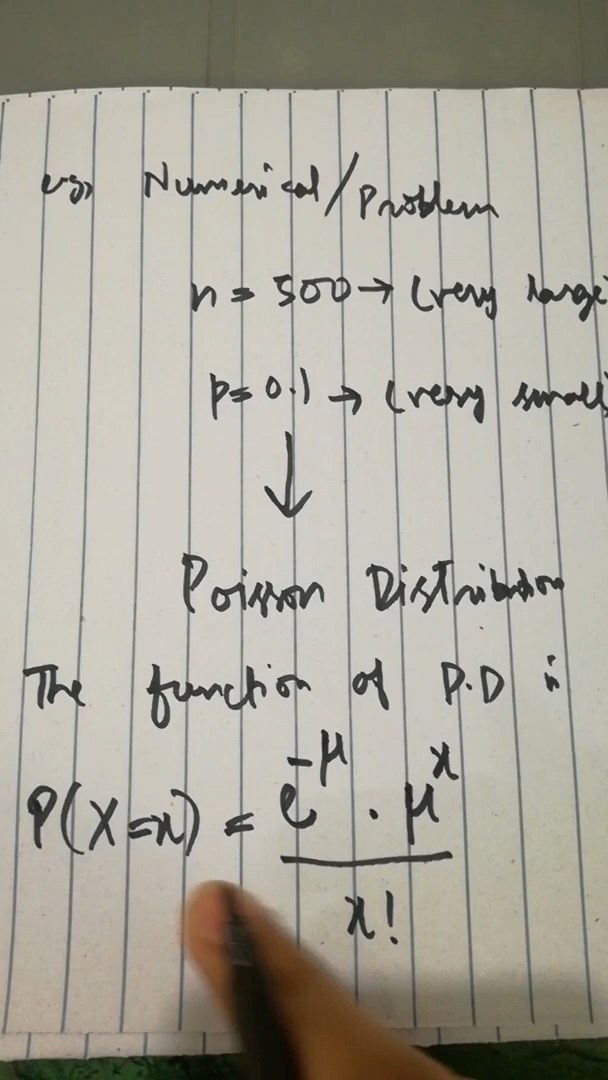 eg) Numerical/Problem
n = 500 → (very large
p = 0.1 → (very small)
↓
Poisson Distribution
The function of P.D is
P(X=x) = e^-μ . μ^x / x!